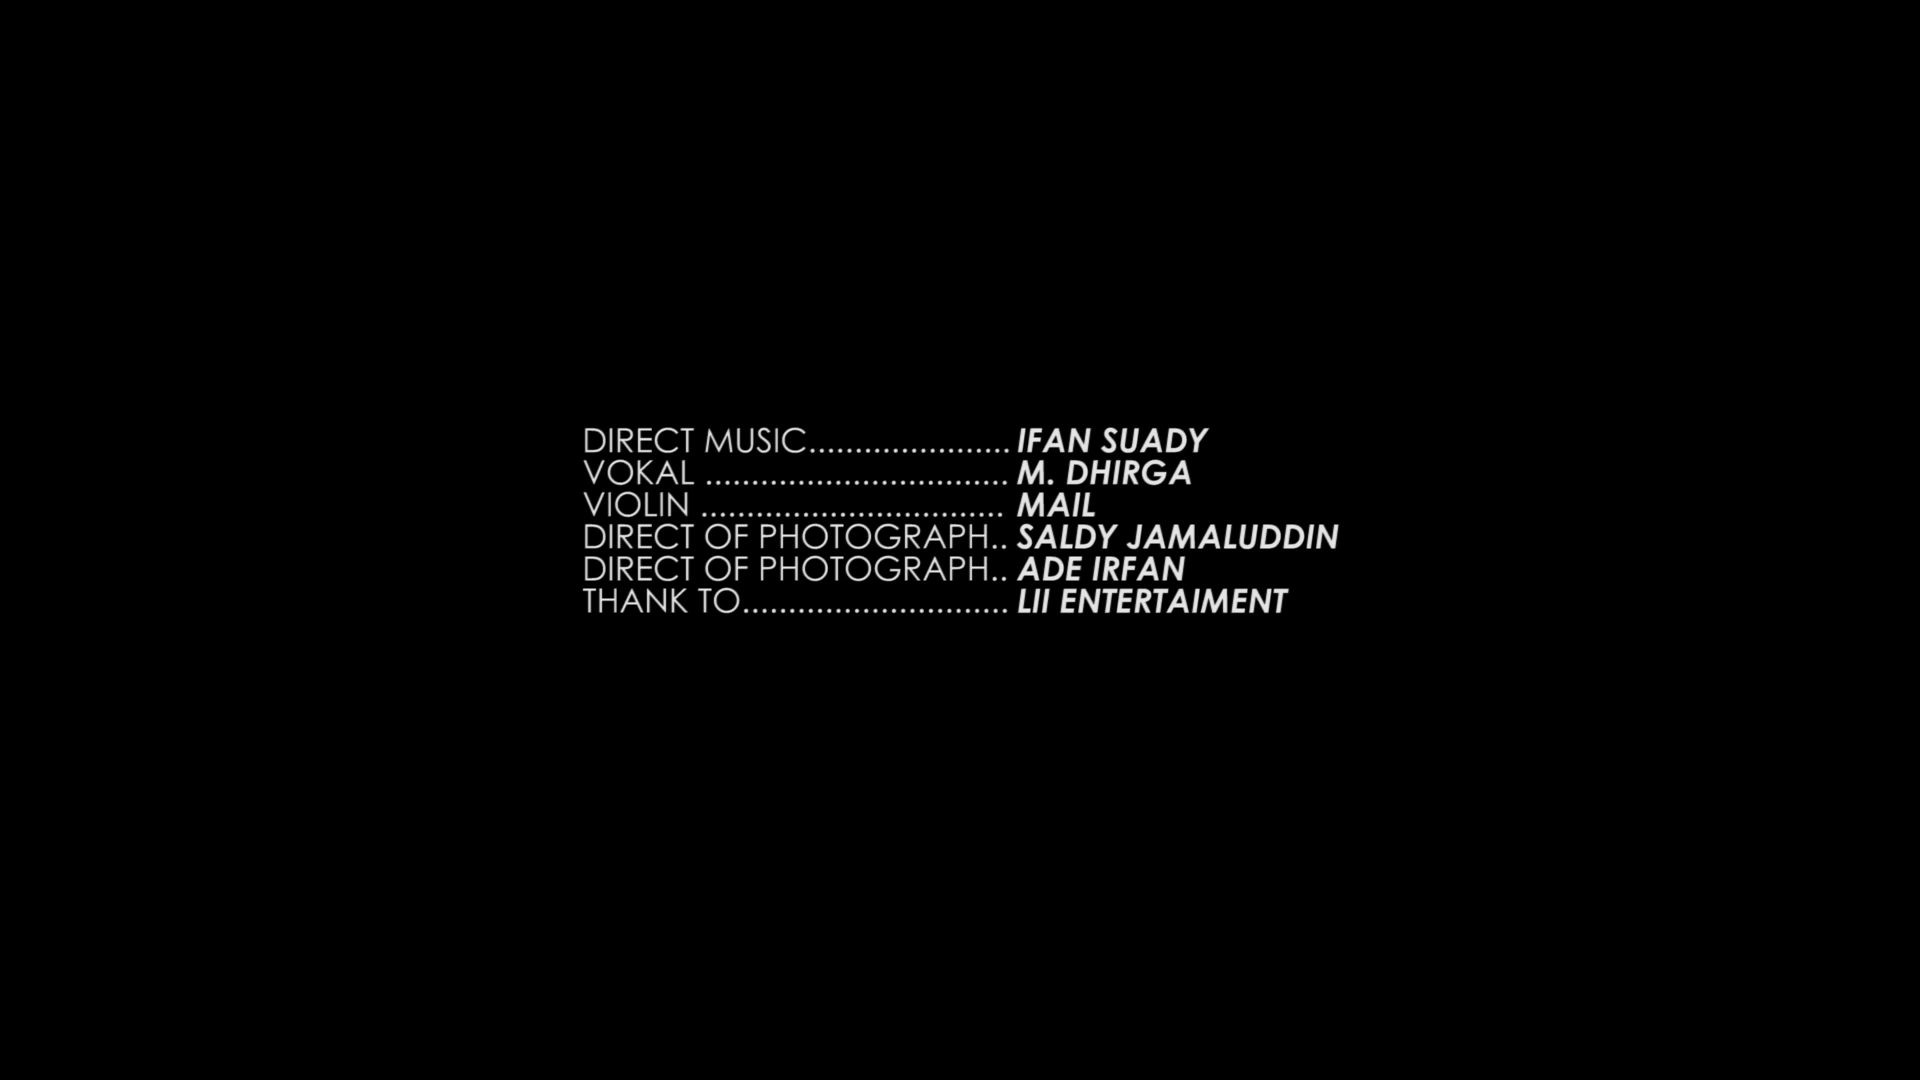 DIRECT MUSIC...................... IFAN SUADY
VOKAL ................................. M. DHIRGA
VIOLIN ................................. MAIL
DIRECT OF PHOTOGRAPH.. SALDY JAMALUDDIN
DIRECT OF PHOTOGRAPH.. ADE IRFAN
THANK TO............................. LII ENTERTAIMENT